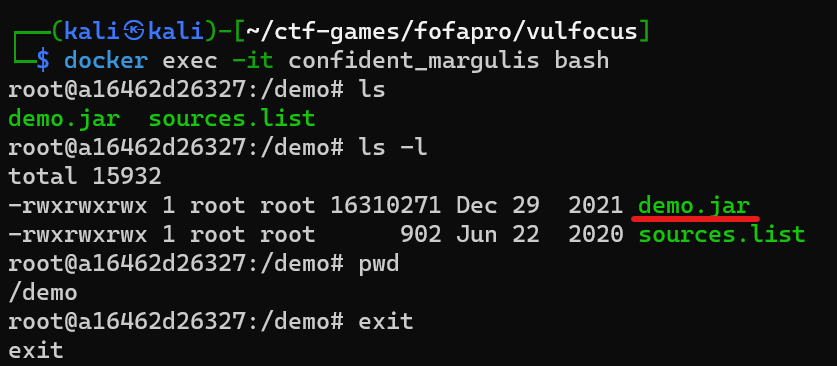 ┌──(kali㉿kali)-[~/ctf-games/fofapro/vulfocus]
└─$ docker exec -it confident_margulis bash
root@a16462d26327:/demo# ls
demo.jar  sources.list
root@a16462d26327:/demo# ls -l
total 15932
-rwxrwxrwx 1 root root 16310271 Dec 29  2021 demo.jar
-rwxrwxrwx 1 root root      902 Jun 22  2020 sources.list
root@a16462d26327:/demo# pwd
/demo
root@a16462d26327:/demo# exit
exit